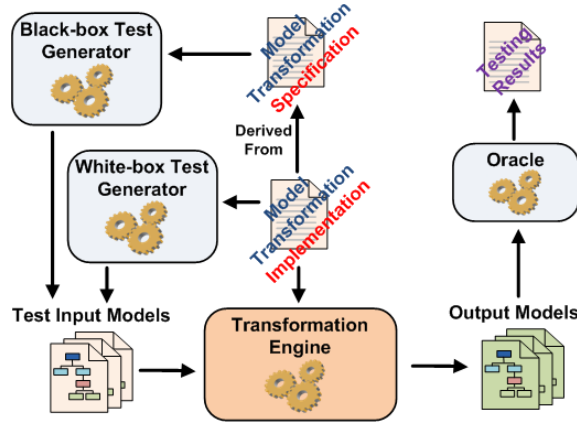 Black-box Test
Generator
Model
Transformation
Specification
Testing
Results
Derived
From
White-box Test
Generator
Model
Transformation
Implementation
Oracle
Test Input Models
Transformation
Engine
Output Models